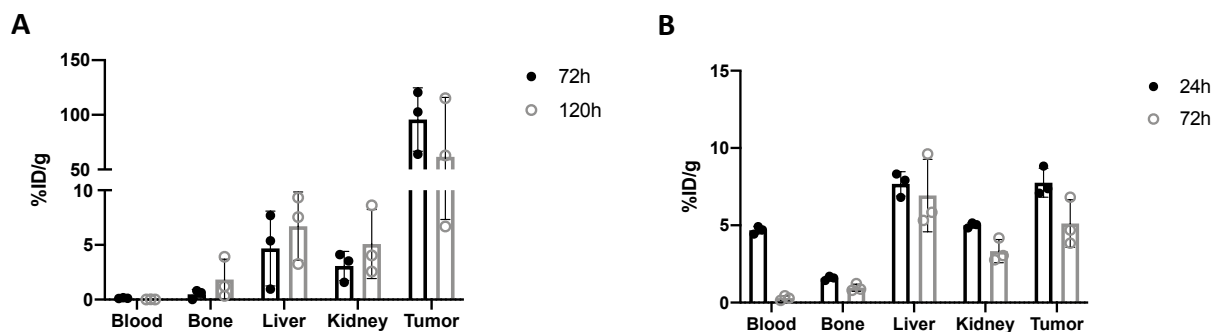 A
%ID/g
150
100
50
10
5
0
Blood Bone Liver Kidney Tumor
72h
120h
B
%ID/g
15
10
5
0
Blood Bone Liver Kidney Tumor
24h
72h